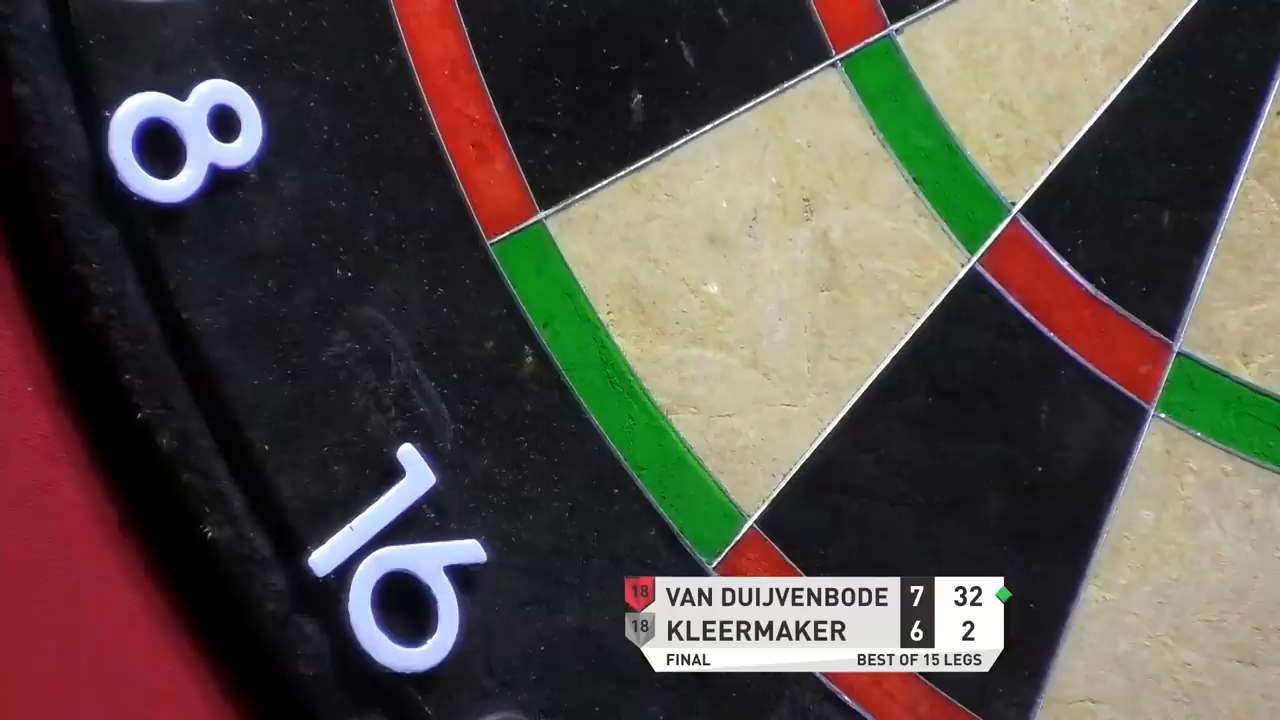 8
16
18 VAN DUIJVENBODE 7 32
18 KLEERMAKER 6 2
FINAL BEST OF 15 LEGS